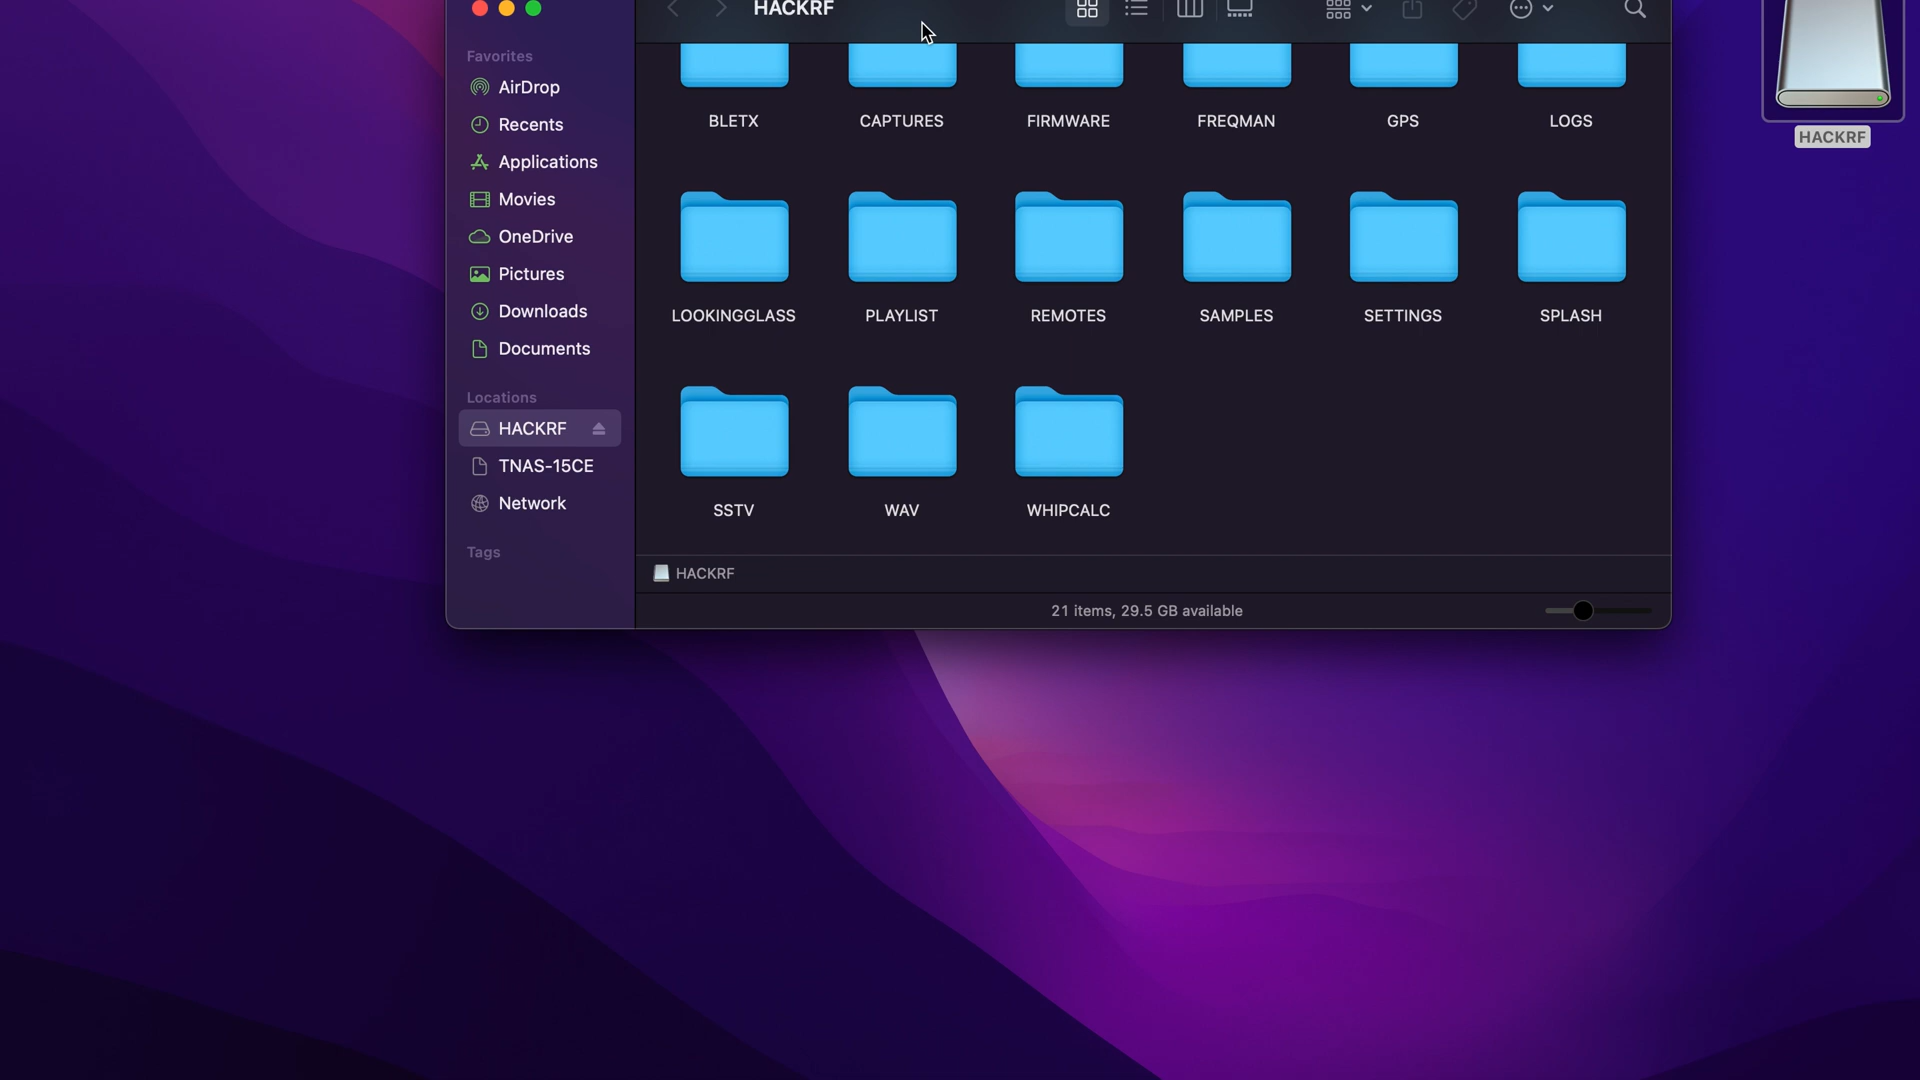 HACKRF
Favorites
AirDrop
Recents
Applications
Movies
OneDrive
Pictures
Downloads
Documents
Locations
HACKRF
TNAS-15CE
Network
Tags
BLETX CAPTURES FIRMWARE FREQMAN GPS LOGS
LOOKINGGLASS PLAYLIST REMOTES SAMPLES SETTINGS SPLASH
SSTV WAV WHIPCALC
HACKRF
21 items, 29.5 GB available
HACKRF